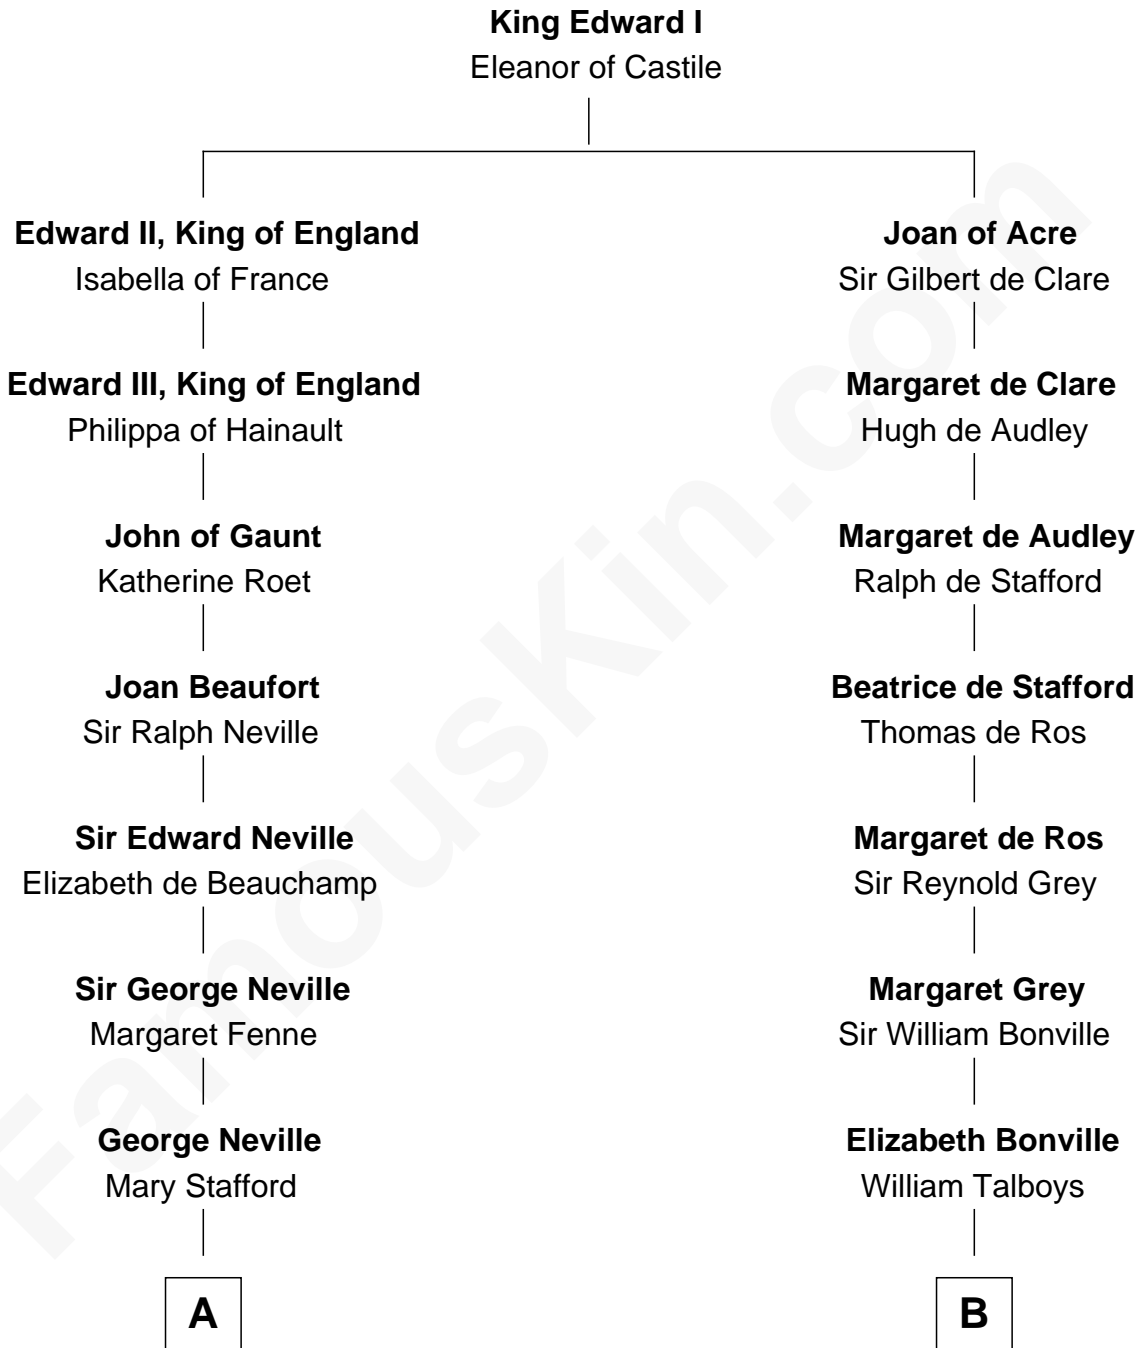 King Edward I
Eleanor of Castile
Edward II, King of England
Isabella of France
Joan of Acre
Sir Gilbert de Clare
Edward III, King of England
Philippa of Hainault
Margaret de Clare
Hugh de Audley
John of Gaunt
Katherine Roet
Margaret de Audley
Ralph de Stafford
Joan Beaufort
Sir Ralph Neville
Beatrice de Stafford
Thomas de Ros
Sir Edward Neville
Elizabeth de Beauchamp
Margaret de Ros
Sir Reynold Grey
Sir George Neville
Margaret Fenne
Margaret Grey
Sir William Bonville
George Neville
Mary Stafford
Elizabeth Bonville
William Talboys
A
B
FamousKin.com